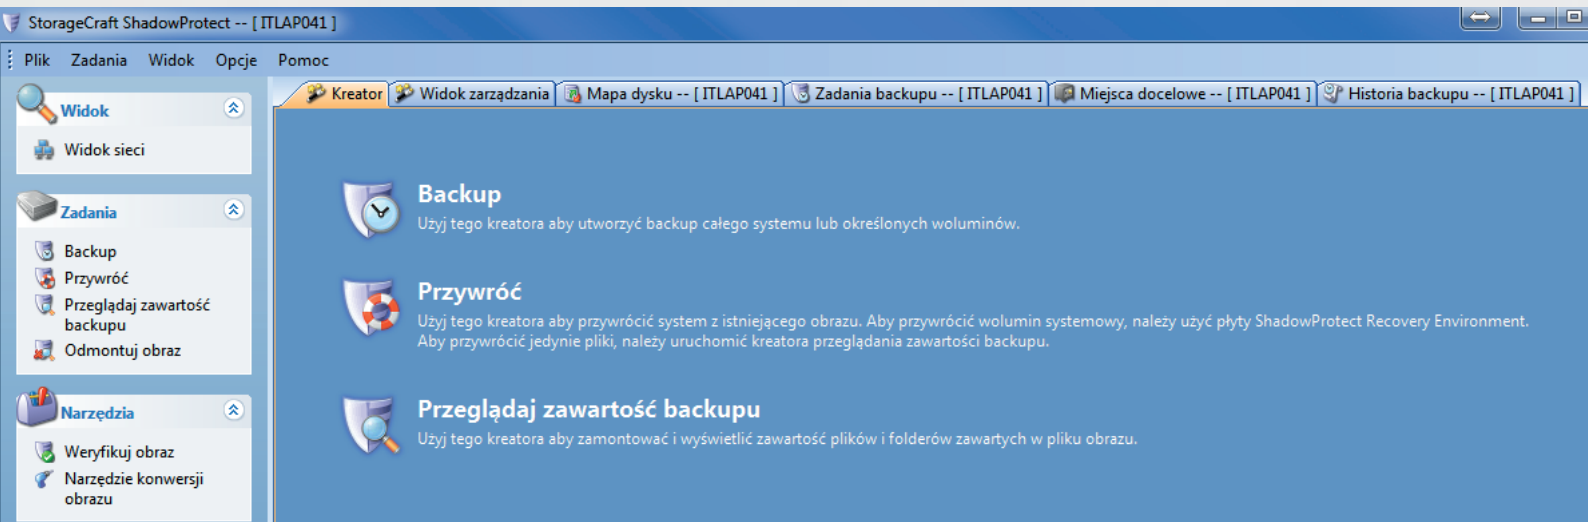 StorageCraft ShadowProtect -- [ ITLAP041 ]
Plik Zadania Widok Opcje Pomoc
Widok
Widok sieci
Zadania
Backup
Przywróć
Przeglądaj zawartość
backupu
Odmontuj obraz
Narzędzia
Weryfikuj obraz
Narzędzie konwersji
obrazu
Kreator Widok zarządzania Mapa dysku -- [ ITLAP041 ] Zadania backupu -- [ ITLAP041 ] Miejsca docelowe -- [ ITLAP041 ] Historia backupu -- [ ITLAP041 ]
Backup
Użyj tego kreatora aby utworzyć backup całego systemu lub określonych woluminów.
Przywróć
Użyj tego kreatora aby przywrócić system z istniejącego obrazu. Aby przywrócić wolumin systemowy, należy użyć płyty ShadowProtect Recovery Environment.
Aby przywrócić jedynie pliki, należy uruchomić kreatora przeglądania zawartości backupu.
Przeglądaj zawartość backupu
Użyj tego kreatora aby zamontować i wyświetlić zawartość plików i folderów zawartych w pliku obrazu.